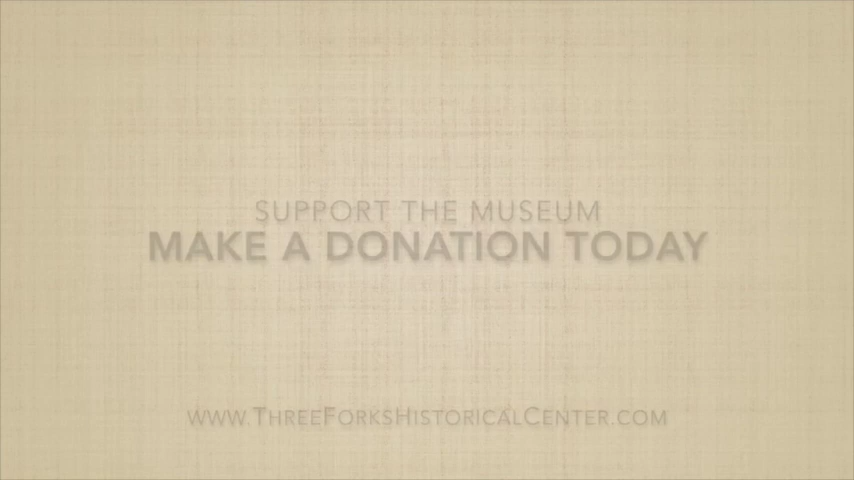 SUPPORT THE MUSEUM
MAKE A DONATION TODAY
www.ThreeForksHistoricalCenter.com